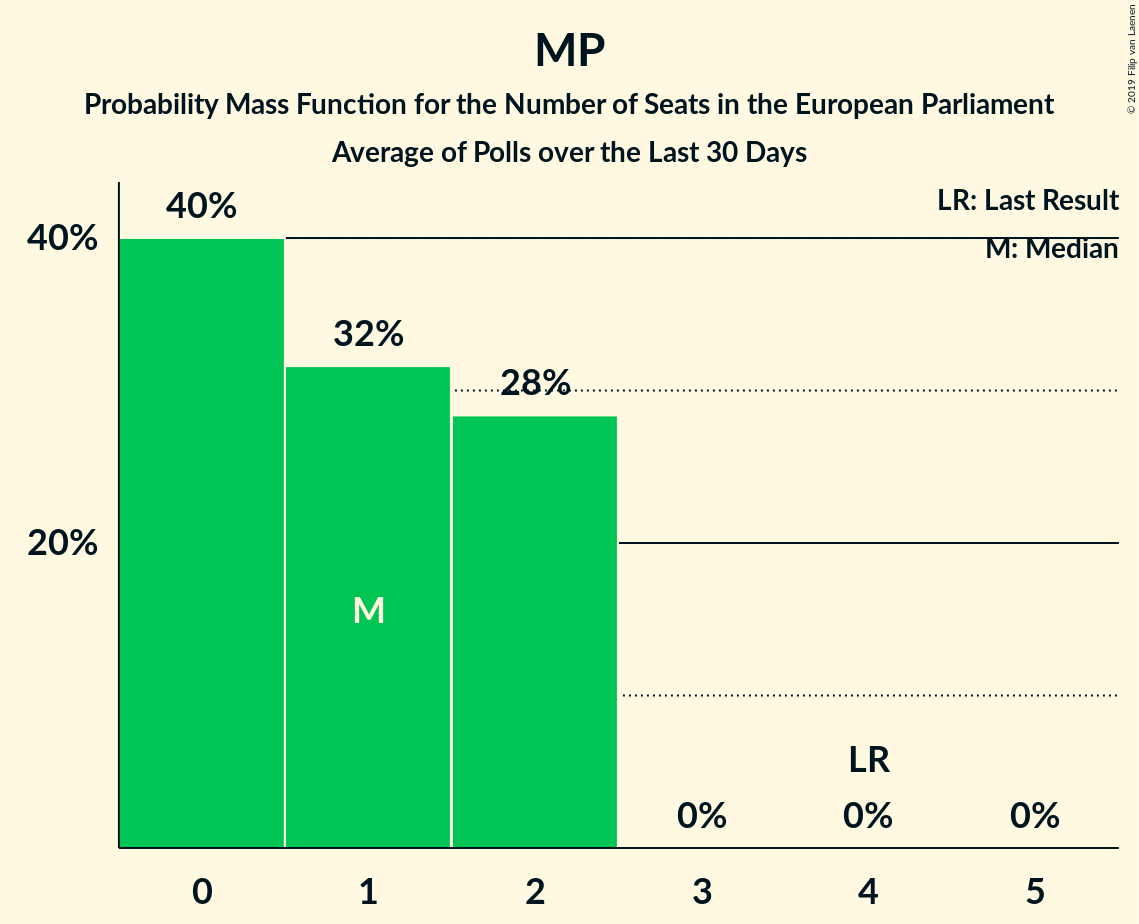 MP
Probability Mass Function for the Number of Seats in the European Parliament
Average of Polls over the Last 30 Days
© 2019 Filip van Laenen
LR: Last Result
M: Median
40%
32%
28%
0%
0%
0%
LR
M
40%
20%
0
1
2
3
4
5